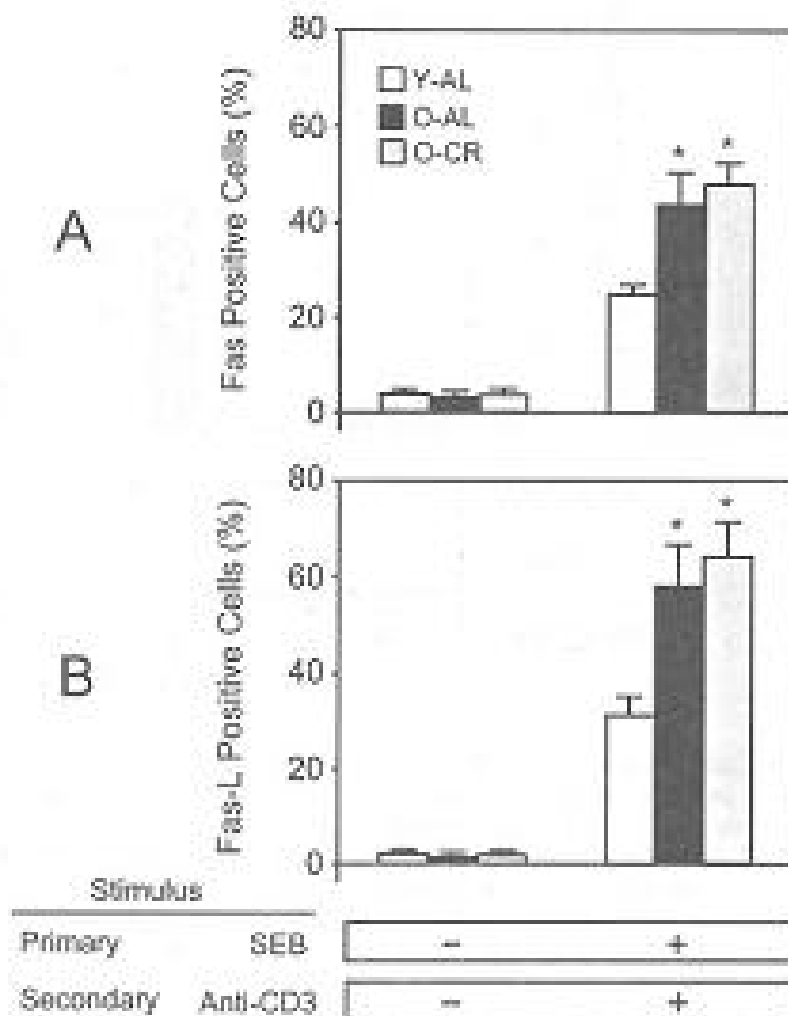 80
Y-AL
O-AL
O-CR
60
* *
40
20
0
Fas Positive Cells (%)
A
80
* *
60
40
20
0
Fas-L Positive Cells (%)
B
Stimulus
Primary SEB – +
Secondary Anti-CD3 – +